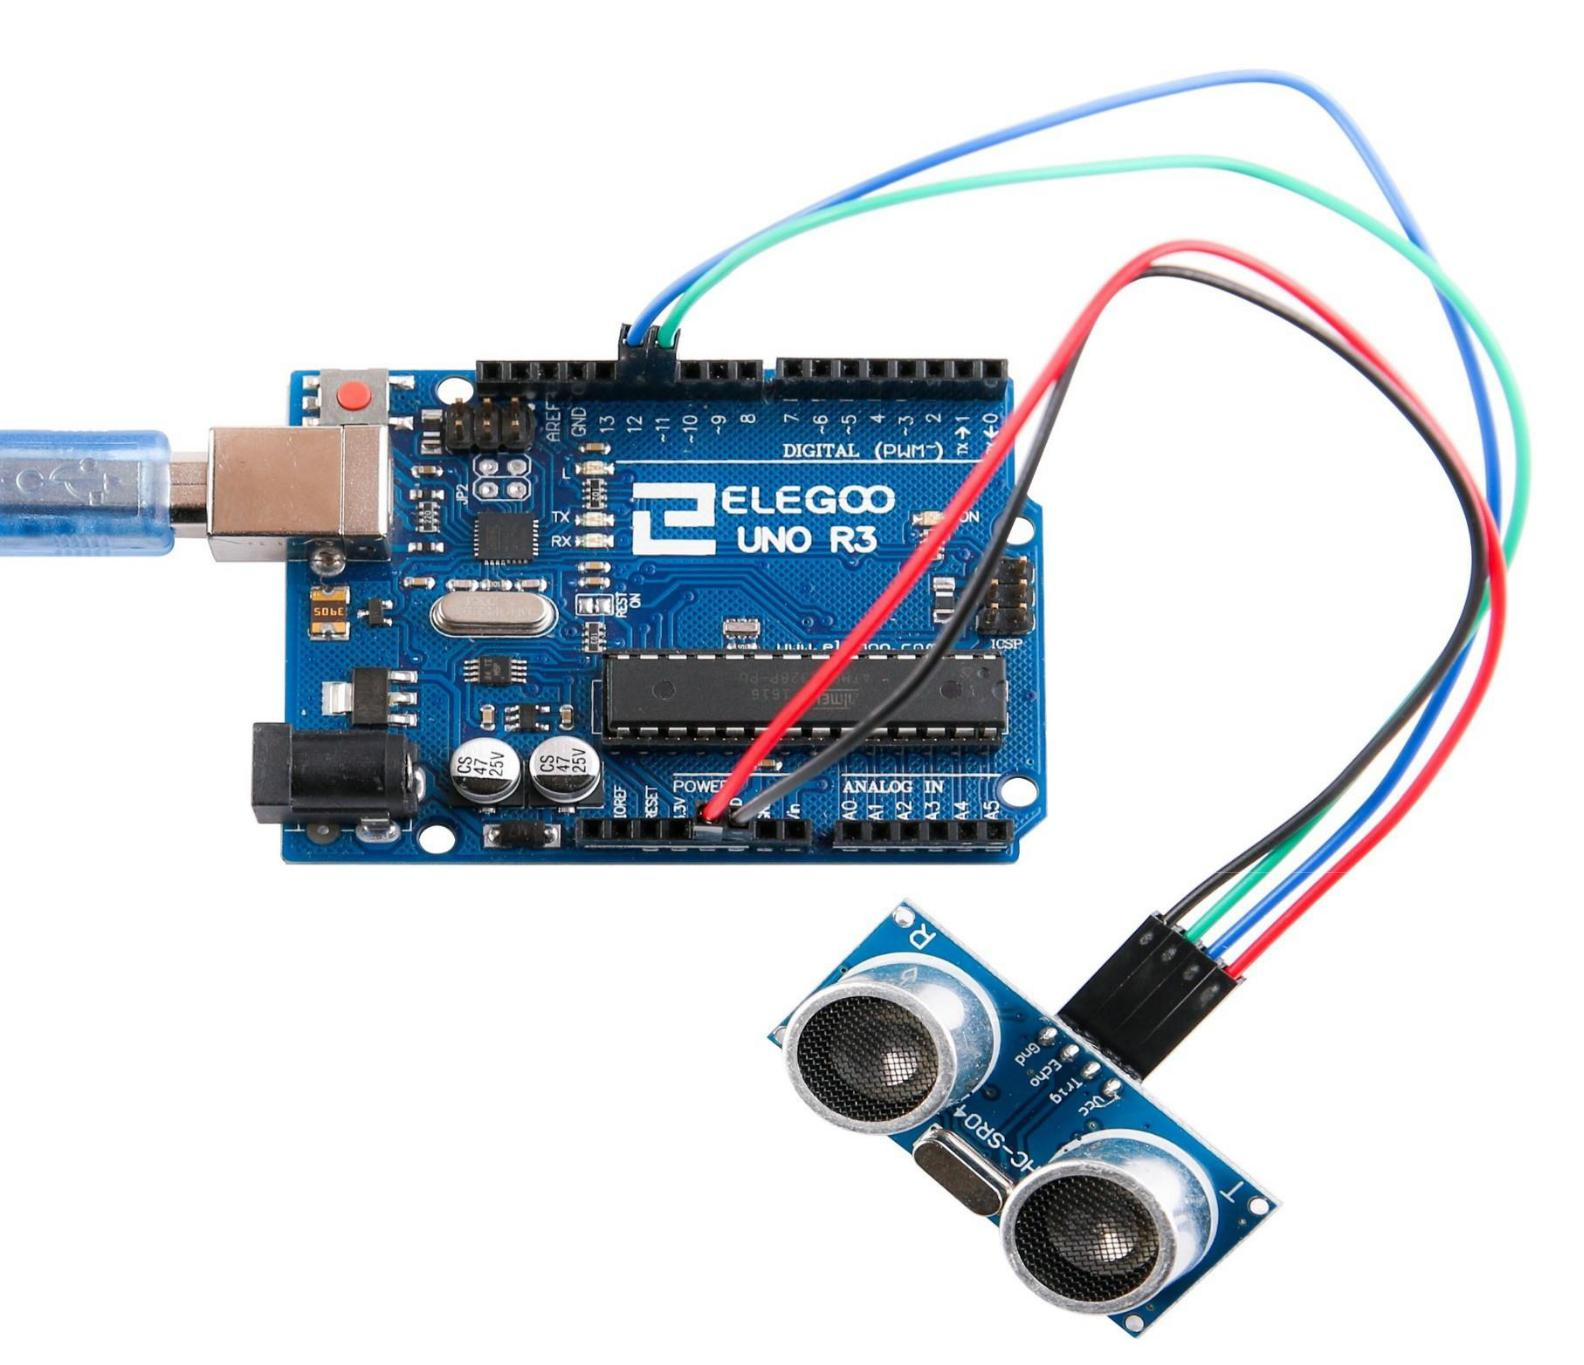 AREF
GND
13
12
~11
~10
~9
8
7
~6
~5
4
~3
2
TX→1
←0
DIGITAL (PWM~)
L
JP2
TX
RX
ELEGOO
UNO R3
ON
ICSP
CS
47
25V
CS
47
25V
POWER
IOREF
RESET
3.3V
Vin
ANALOG IN
A0
A1
A2
A3
A4
A5
R
Gnd
Echo
Trig
Vcc
HC-SR04
T